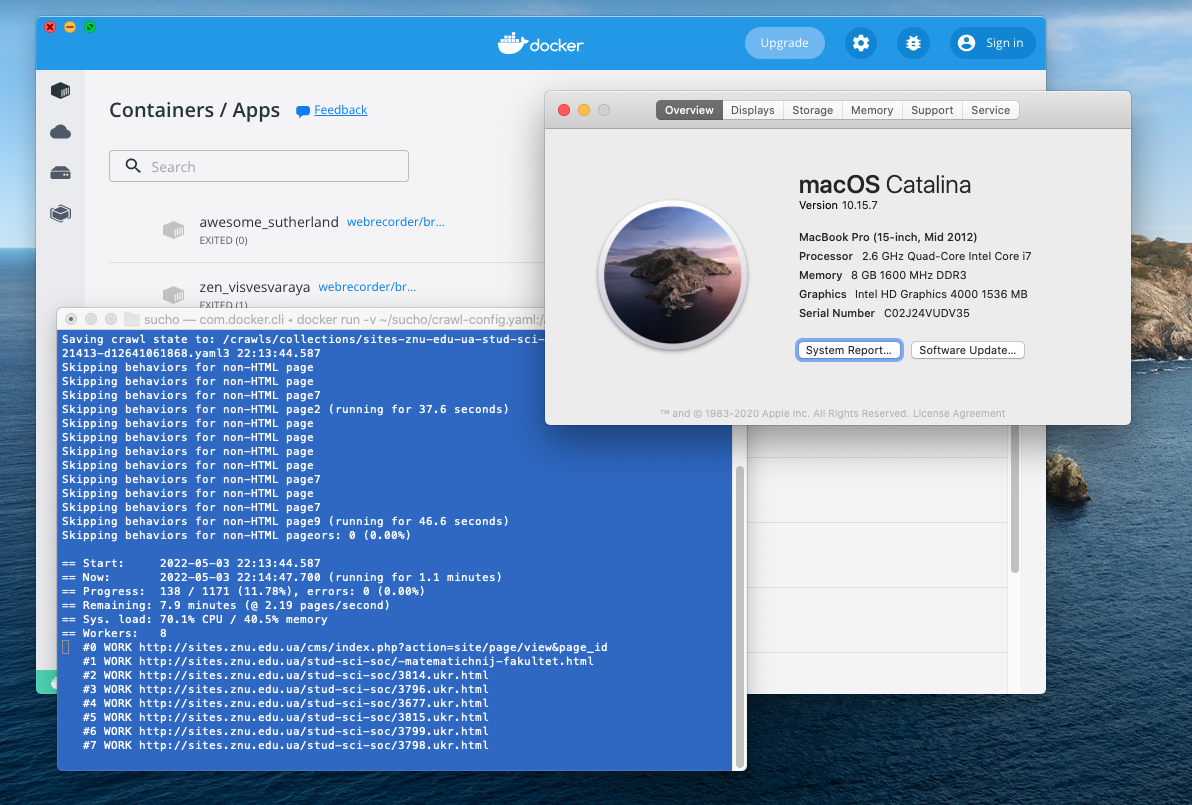 docker
Upgrade
Sign in
Containers / Apps
Feedback
Search
awesome_sutherland webrecorder/br...
EXITED (0)
zen_visvesvaraya webrecorder/br...
EXITED (1)
Overview Displays Storage Memory Support Service
macOS Catalina
Version 10.15.7
MacBook Pro (15-inch, Mid 2012)
Processor 2.6 GHz Quad-Core Intel Core i7
Memory 8 GB 1600 MHz DDR3
Graphics Intel HD Graphics 4000 1536 MB
Serial Number C02J24VUDV35
System Report... Software Update...
™ and © 1983-2020 Apple Inc. All Rights Reserved. License Agreement
sucho — com.docker.cli ◂ docker run -v ~/sucho/crawl-config.yaml:/
Saving crawl state to: /crawls/collections/sites-znu-edu-ua-stud-sci-
21413-d12641061868.yaml3 22:13:44.587
Skipping behaviors for non-HTML page
Skipping behaviors for non-HTML page
Skipping behaviors for non-HTML page7
Skipping behaviors for non-HTML page2 (running for 37.6 seconds)
Skipping behaviors for non-HTML page
Skipping behaviors for non-HTML page
Skipping behaviors for non-HTML page
Skipping behaviors for non-HTML page
Skipping behaviors for non-HTML page7
Skipping behaviors for non-HTML page
Skipping behaviors for non-HTML page7
Skipping behaviors for non-HTML page9 (running for 46.6 seconds)
Skipping behaviors for non-HTML pageors: 0 (0.00%)
== Start: 2022-05-03 22:13:44.587
== Now: 2022-05-03 22:14:47.700 (running for 1.1 minutes)
== Progress: 138 / 1171 (11.78%), errors: 0 (0.00%)
== Remaining: 7.9 minutes (@ 2.19 pages/second)
== Sys. load: 70.1% CPU / 40.5% memory
== Workers: 8
#0 WORK http://sites.znu.edu.ua/cms/index.php?action=site/page/view&page_id
#1 WORK http://sites.znu.edu.ua/stud-sci-soc/-matematichnij-fakultet.html
#2 WORK http://sites.znu.edu.ua/stud-sci-soc/3814.ukr.html
#3 WORK http://sites.znu.edu.ua/stud-sci-soc/3796.ukr.html
#4 WORK http://sites.znu.edu.ua/stud-sci-soc/3677.ukr.html
#5 WORK http://sites.znu.edu.ua/stud-sci-soc/3815.ukr.html
#6 WORK http://sites.znu.edu.ua/stud-sci-soc/3799.ukr.html
#7 WORK http://sites.znu.edu.ua/stud-sci-soc/3798.ukr.html